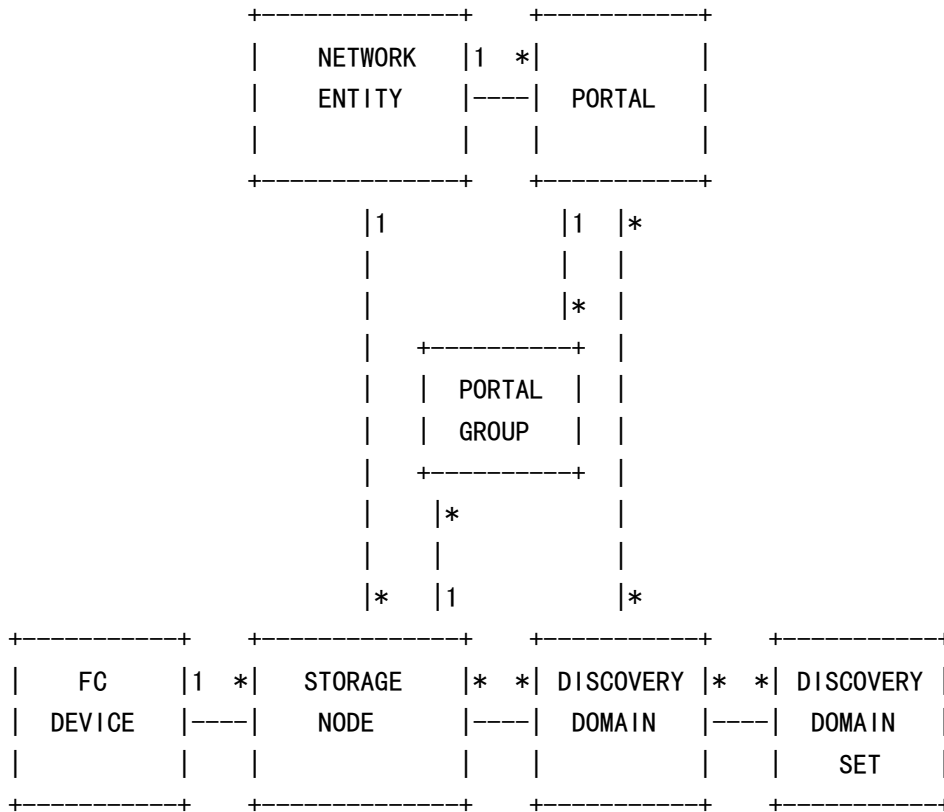 +--------------+    +-----------+
|    NETWORK   |1  *|           |
|    ENTITY    |----|  PORTAL   |
|              |    |           |
+--------------+    +-----------+
|1            |1  |*
|             |   |
|             |*  |
|   +----------+  |
|   |  PORTAL  |  |
|   |  GROUP   |  |
|   +----------+  |
|    |*           |
|    |            |
|*   |1           |*
+------------+    +--------------+    +-----------+    +-----------+
|    FC      |1  *|   STORAGE    |*  *| DISCOVERY |*  *| DISCOVERY |
|  DEVICE    |----|    NODE      |----|  DOMAIN   |----|  DOMAIN   |
|            |    |              |    |           |    |    SET    |
+------------+    +--------------+    +-----------+    +-----------+